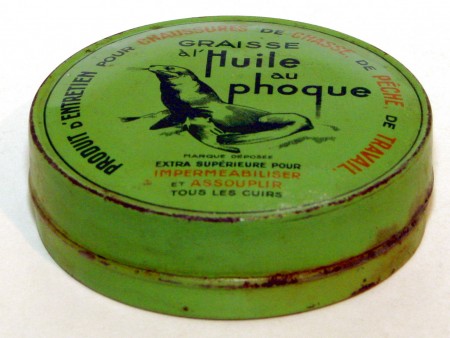 PRODUIT D'ENTRETIEN POUR CHAUSSURES DE CHASSE DE PÊCHE DE TRAVAIL.
GRAISSE
à l'Huile
au
phoque
MARQUE DÉPOSÉE
EXTRA SUPÉRIEURE POUR
IMPERMÉABILISER
ET ASSOUPLIR
TOUS LES CUIRS